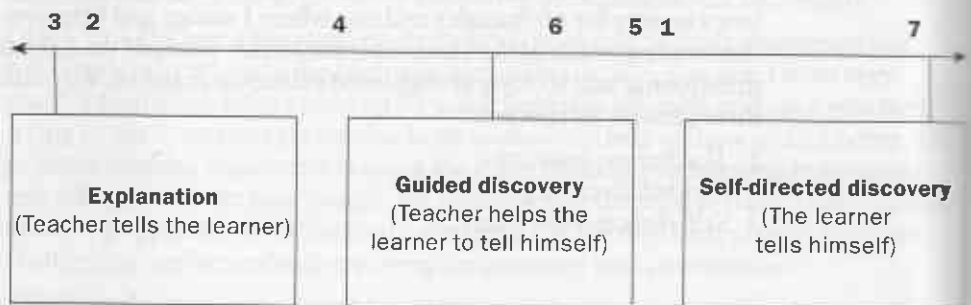 3 2 4 6 5 1 7
Explanation
(Teacher tells the learner)
Guided discovery
(Teacher helps the
learner to tell himself)
Self-directed discovery
(The learner
tells himself)